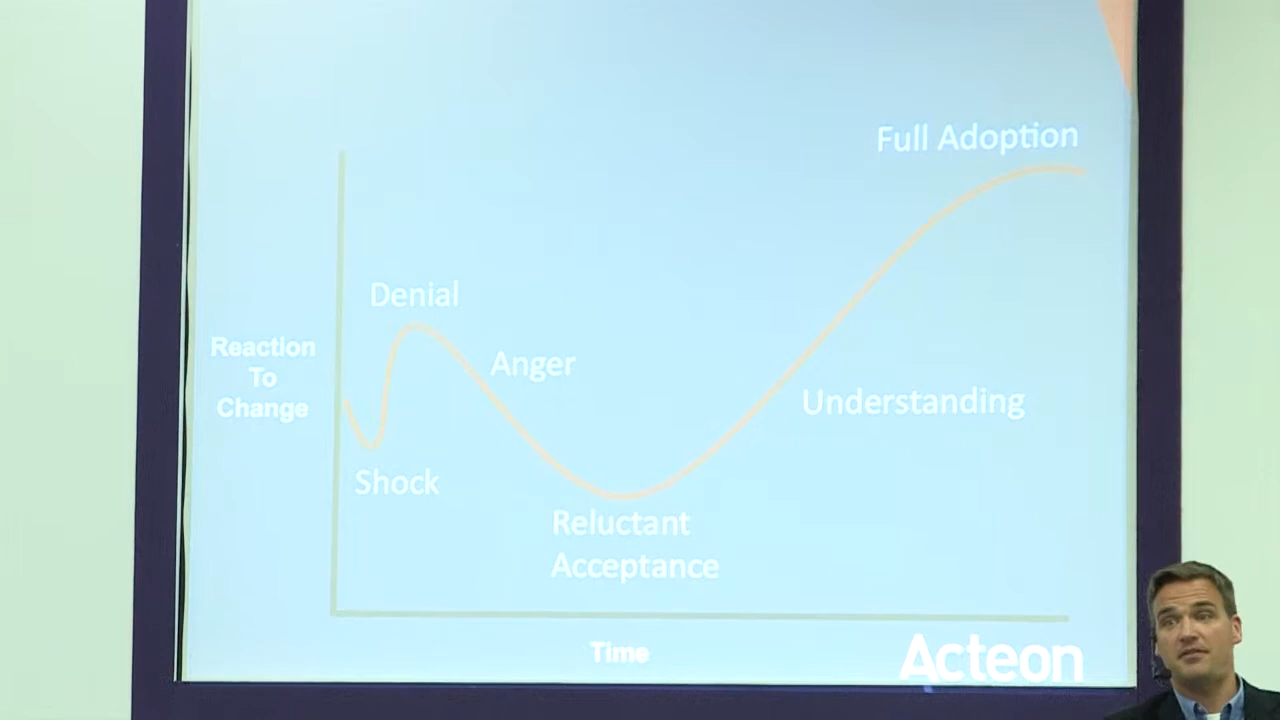 Full Adoption
Denial
Reaction
To
Change
Anger
Understanding
Shock
Reluctant
Acceptance
Time
Acteon